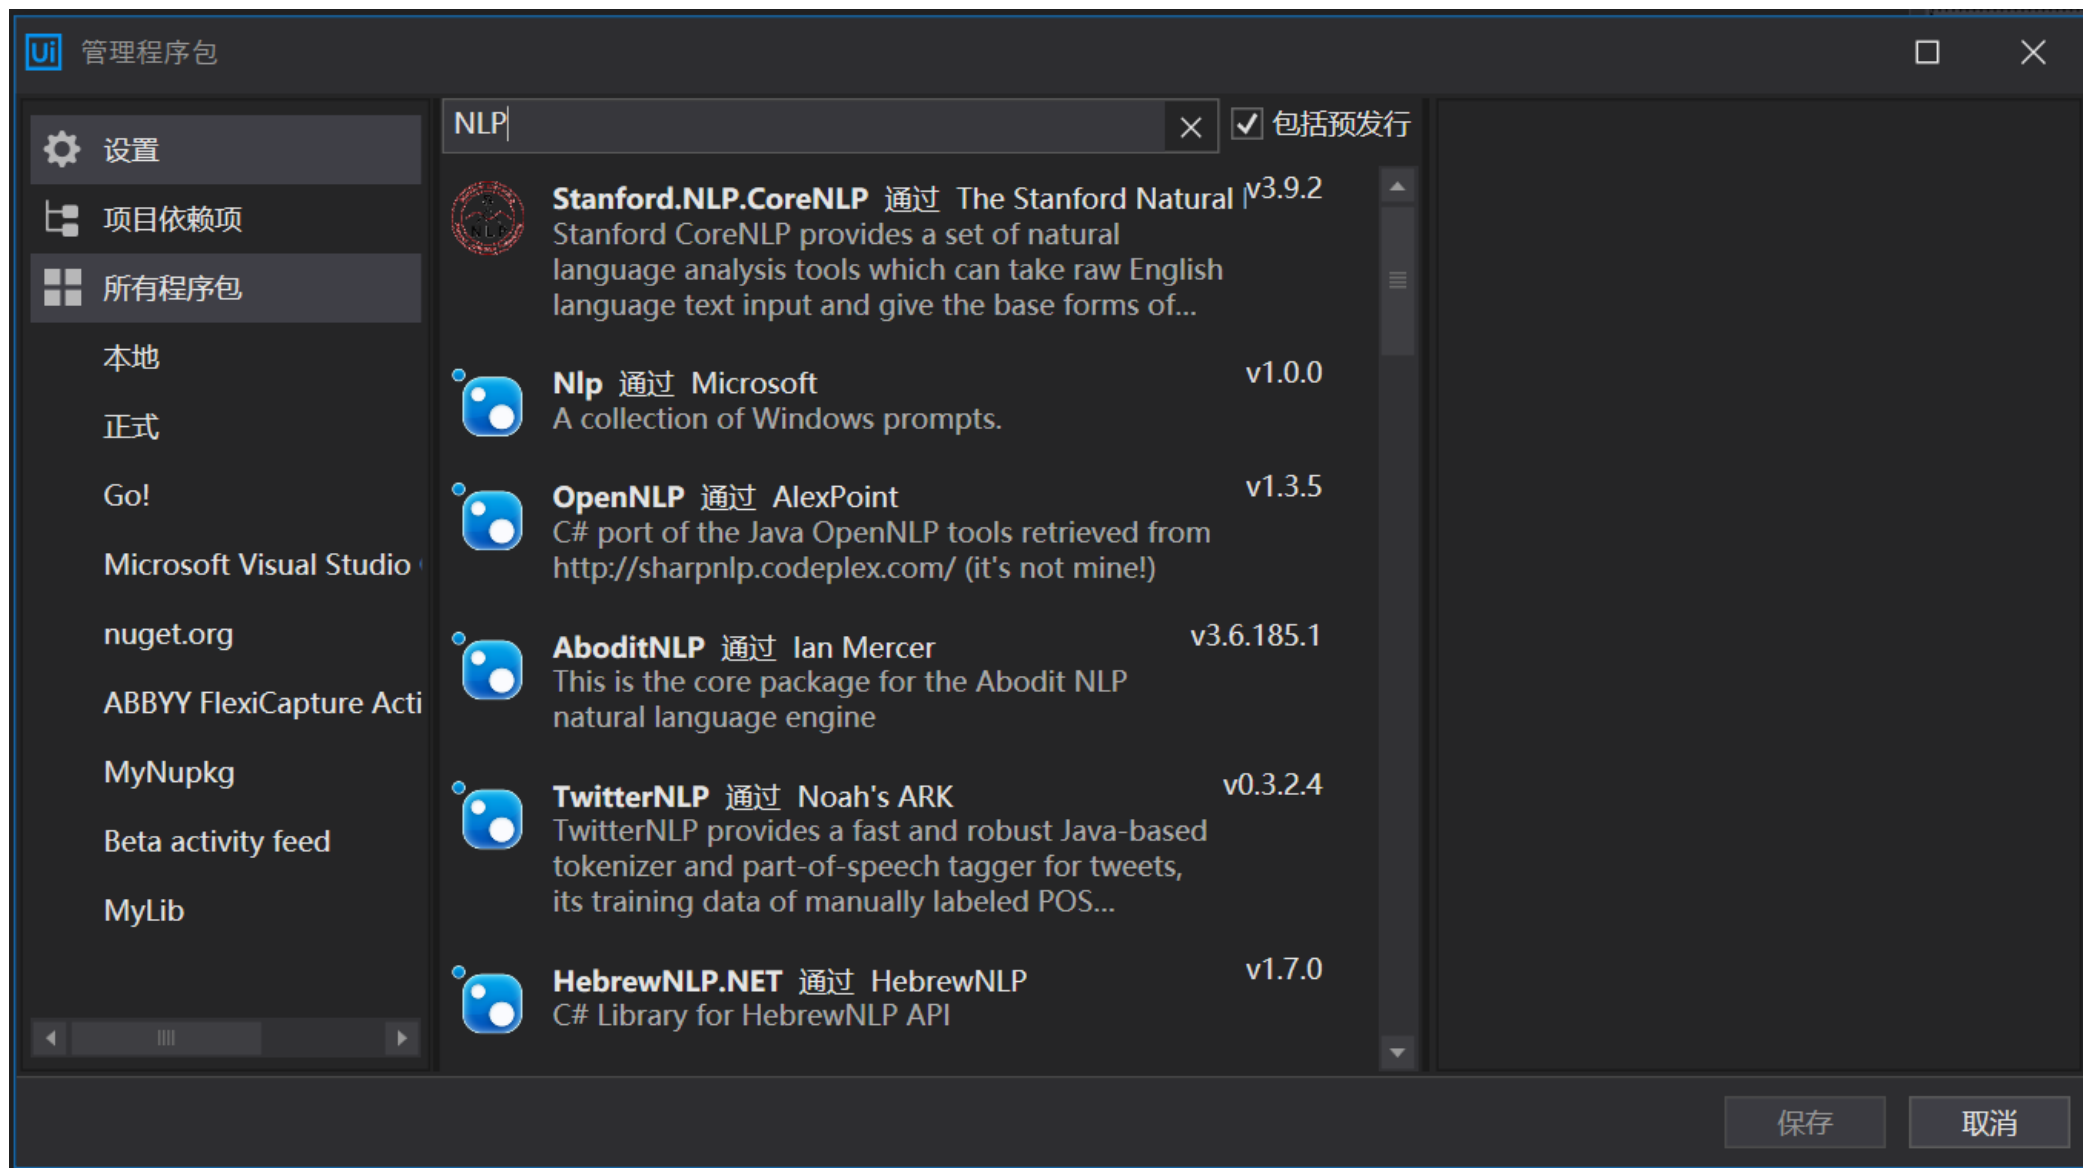 Ui 管理程序包
设置
项目依赖项
所有程序包
本地
正式
Go!
Microsoft Visual Studio
nuget.org
ABBYY FlexiCapture Acti
MyNupkg
Beta activity feed
MyLib
NLP
包括预发行
Stanford.NLP.CoreNLP 通过 The Stanford Natural v3.9.2
Stanford CoreNLP provides a set of natural
language analysis tools which can take raw English
language text input and give the base forms of...
Nlp 通过 Microsoft v1.0.0
A collection of Windows prompts.
OpenNLP 通过 AlexPoint v1.3.5
C# port of the Java OpenNLP tools retrieved from
http://sharpnlp.codeplex.com/ (it's not mine!)
AboditNLP 通过 Ian Mercer v3.6.185.1
This is the core package for the Abodit NLP
natural language engine
TwitterNLP 通过 Noah's ARK v0.3.2.4
TwitterNLP provides a fast and robust Java-based
tokenizer and part-of-speech tagger for tweets,
its training data of manually labeled POS...
HebrewNLP.NET 通过 HebrewNLP v1.7.0
C# Library for HebrewNLP API
保存
取消